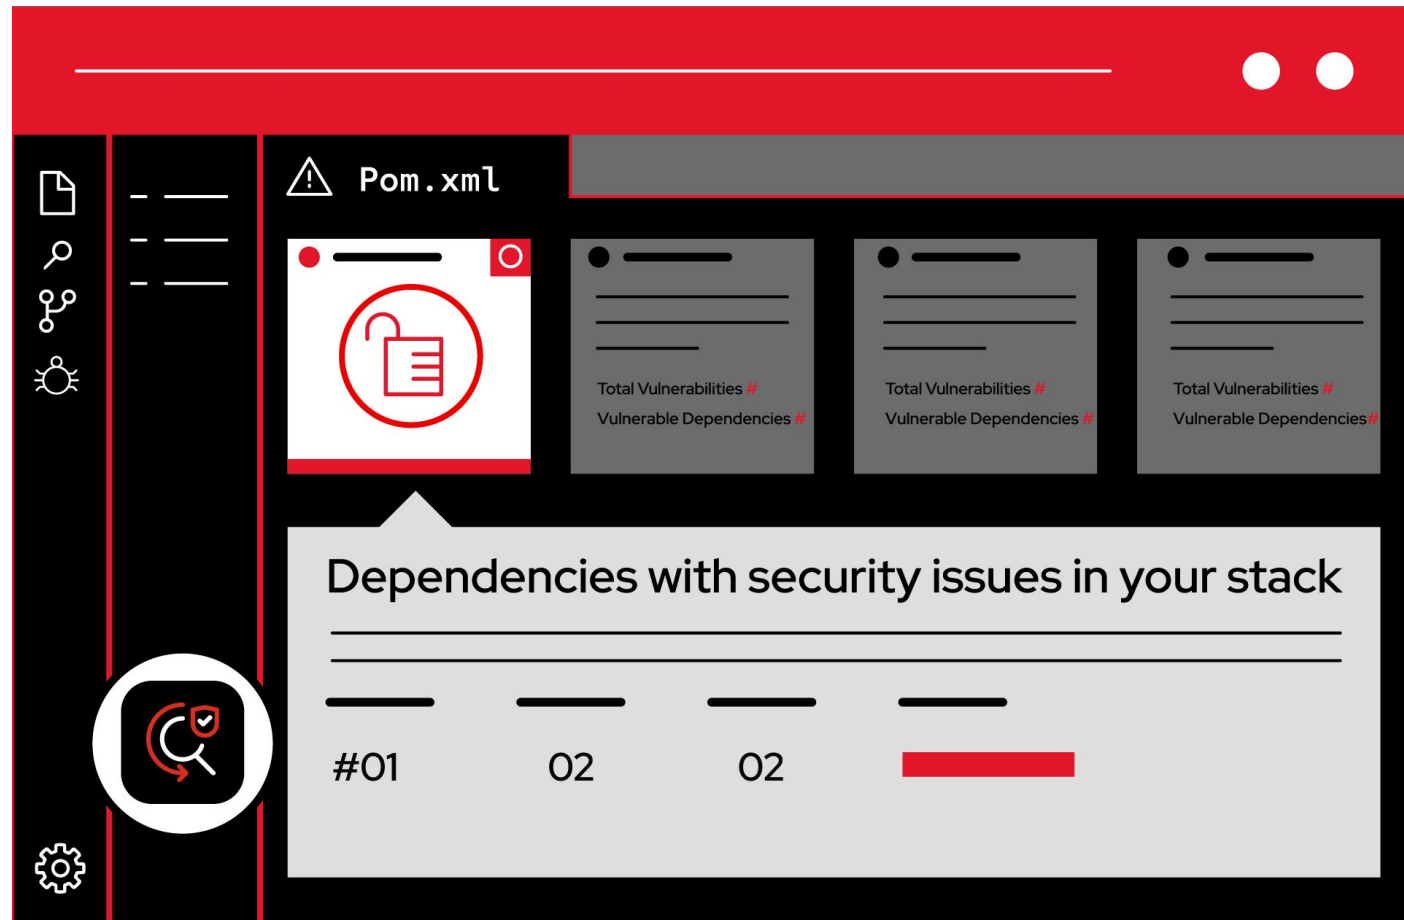 Pom.xml
Total Vulnerabilities #
Vulnerable Dependencies #
Total Vulnerabilities #
Vulnerable Dependencies #
Total Vulnerabilities #
Vulnerable Dependencies#
Dependencies with security issues in your stack
#01 02 02